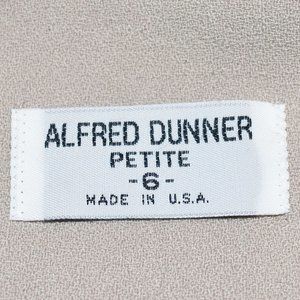 ALFRED DUNNER
PETITE
-6-
MADE IN U.S.A.